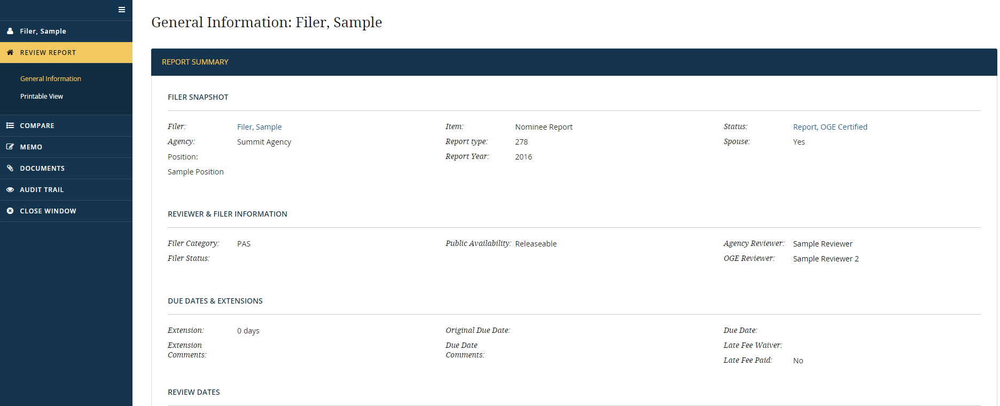 Filer, Sample
REVIEW REPORT
General Information
Printable View
COMPARE
MEMO
DOCUMENTS
AUDIT TRAIL
CLOSE WINDOW
General Information: Filer, Sample
REPORT SUMMARY
FILER SNAPSHOT
Filer: Filer, Sample Item: Nominee Report Status: Report, OGE Certified
Agency: Summit Agency Report type: 278 Spouse: Yes
Position: Report Year: 2016
Sample Position
REVIEWER & FILER INFORMATION
Filer Category: PAS Public Availability: Releaseable Agency Reviewer: Sample Reviewer
Filer Status: OGE Reviewer: Sample Reviewer 2
DUE DATES & EXTENSIONS
Extension: 0 days Original Due Date: Due Date:
Extension Due Date Late Fee Waiver:
Comments: Comments:
Late Fee Paid: No
REVIEW DATES